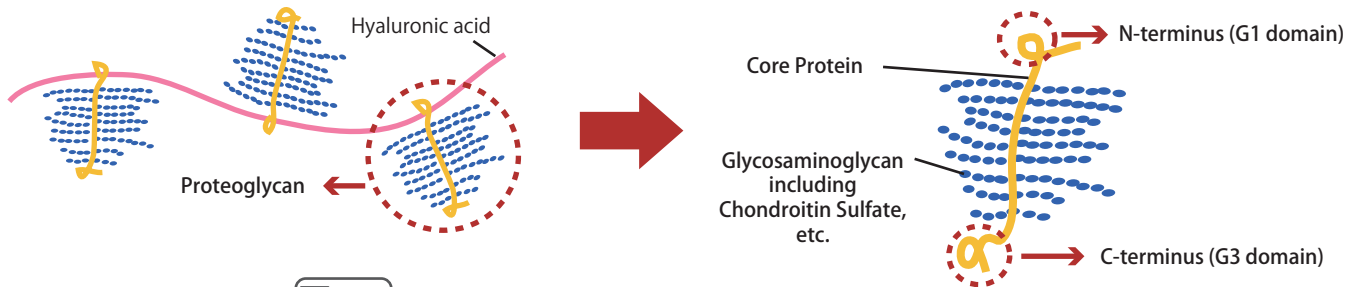 Hyaluronic acid
Proteoglycan
N-terminus (G1 domain)
Core Protein
Glycosaminoglycan
including
Chondroitin Sulfate,
etc.
C-terminus (G3 domain)